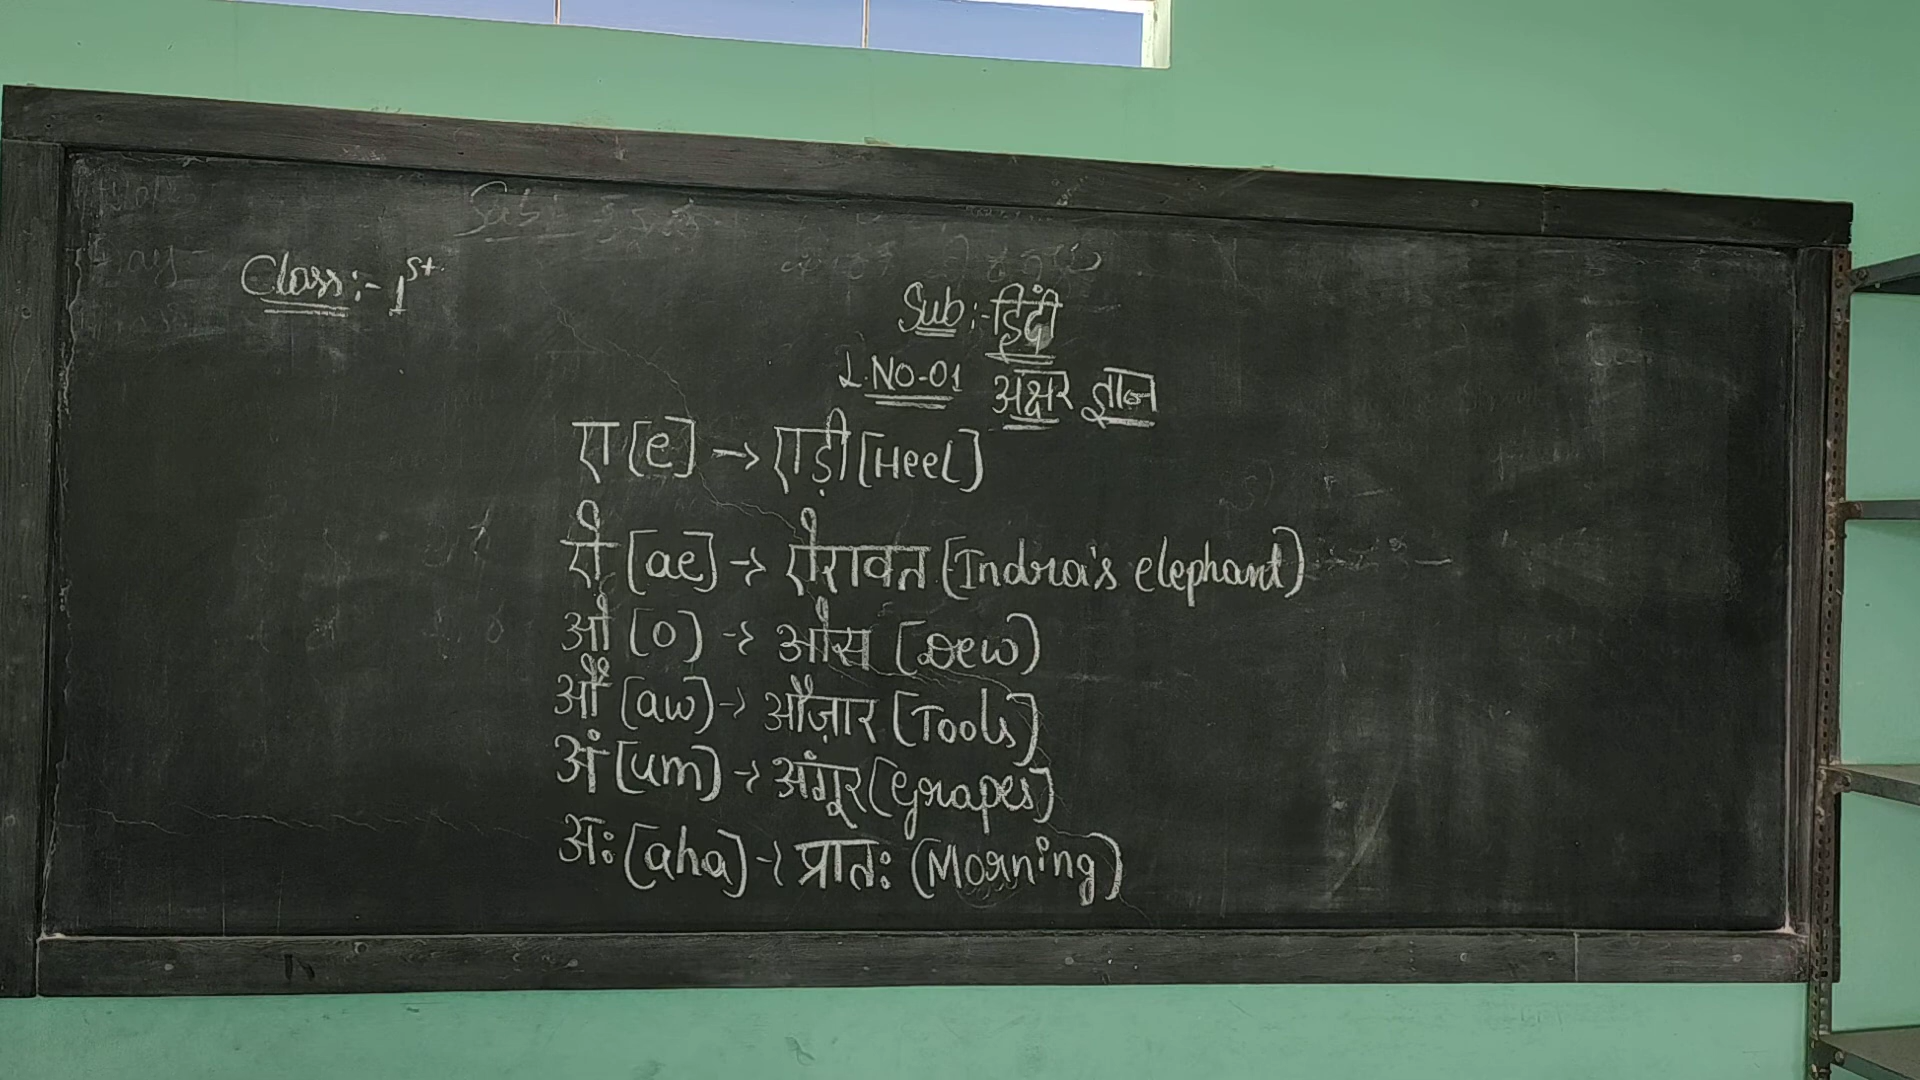 Class:- 1st.
Sub:-हिंदी
L.NO-01 अक्षर ज्ञान
ए [e] → एड़ी [Heel]
ऐ [ae] → ऐरावत (Indra's elephant)
ओ (o) → ओस (Dew)
औ (aw) → औज़ार (Tools)
अं (um) → अंगूर (Grapes)
अः (aha) → प्रातः (Morning)